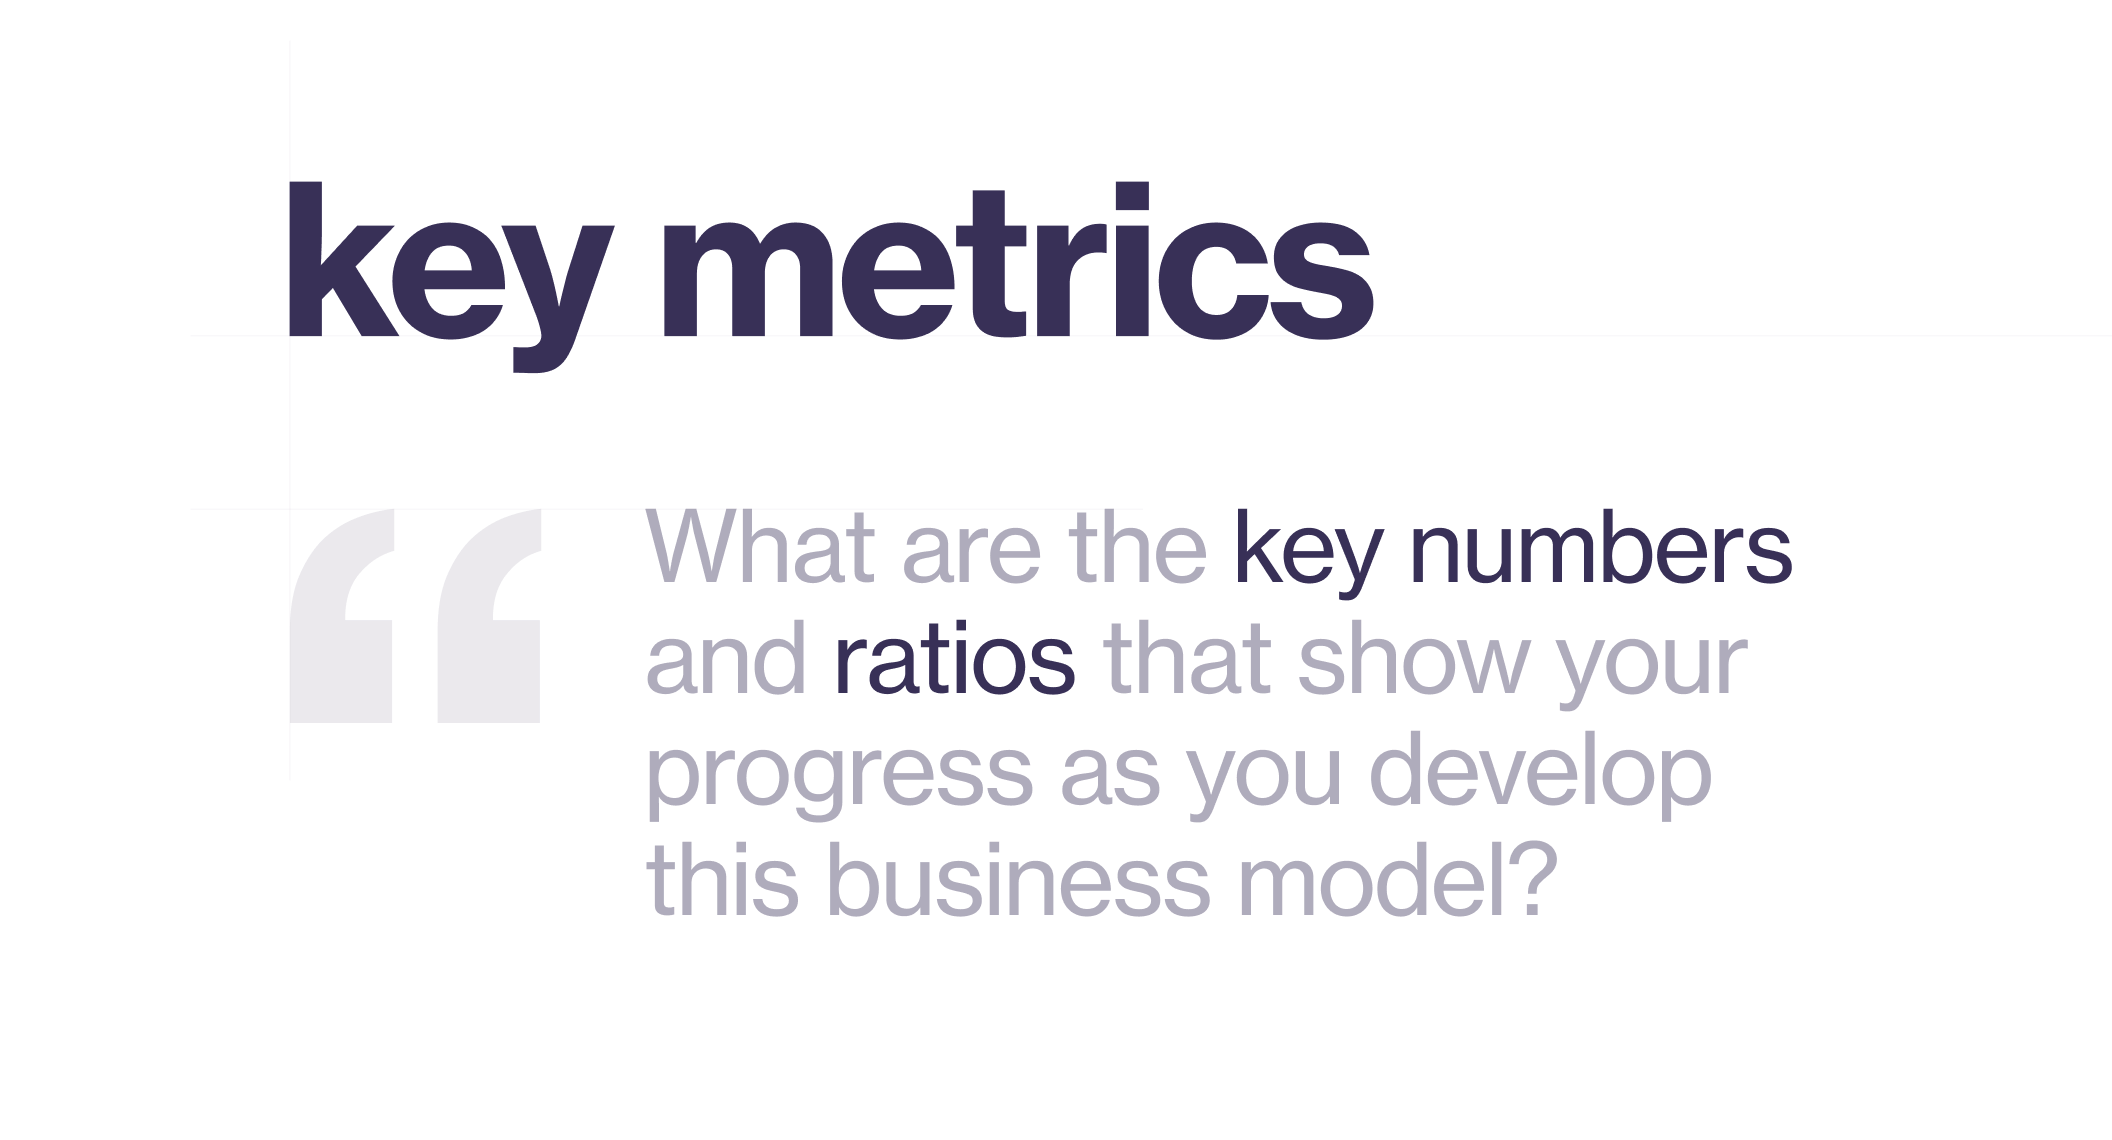 key metrics
“
What are the key numbers
and ratios that show your
progress as you develop
this business model?